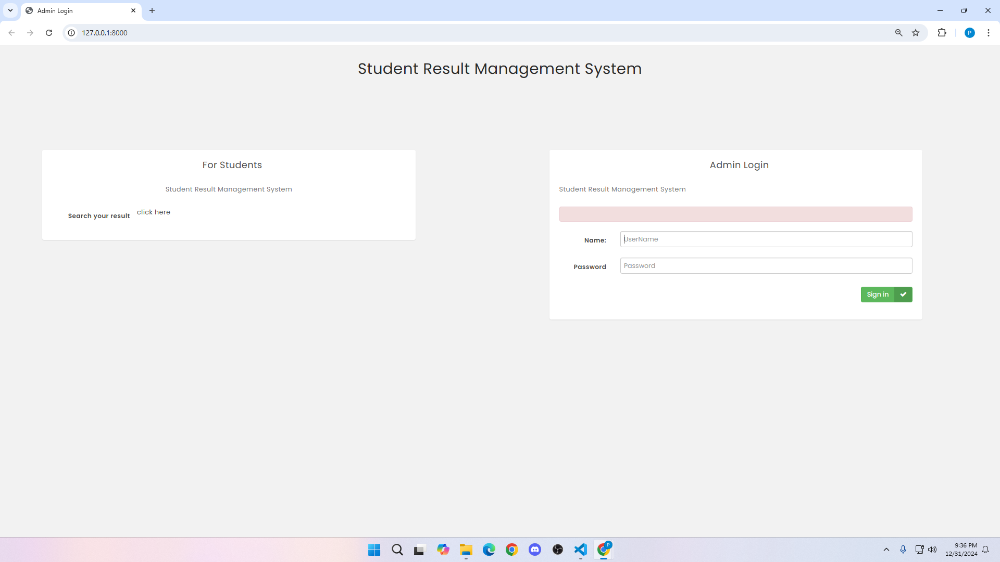 Admin Login
127.0.0.1:8000
P
Student Result Management System
For Students
Student Result Management System
Search your result click here
Admin Login
Student Result Management System
Name: UserName
Password Password
Sign in
P
9:36 PM
12/31/2024